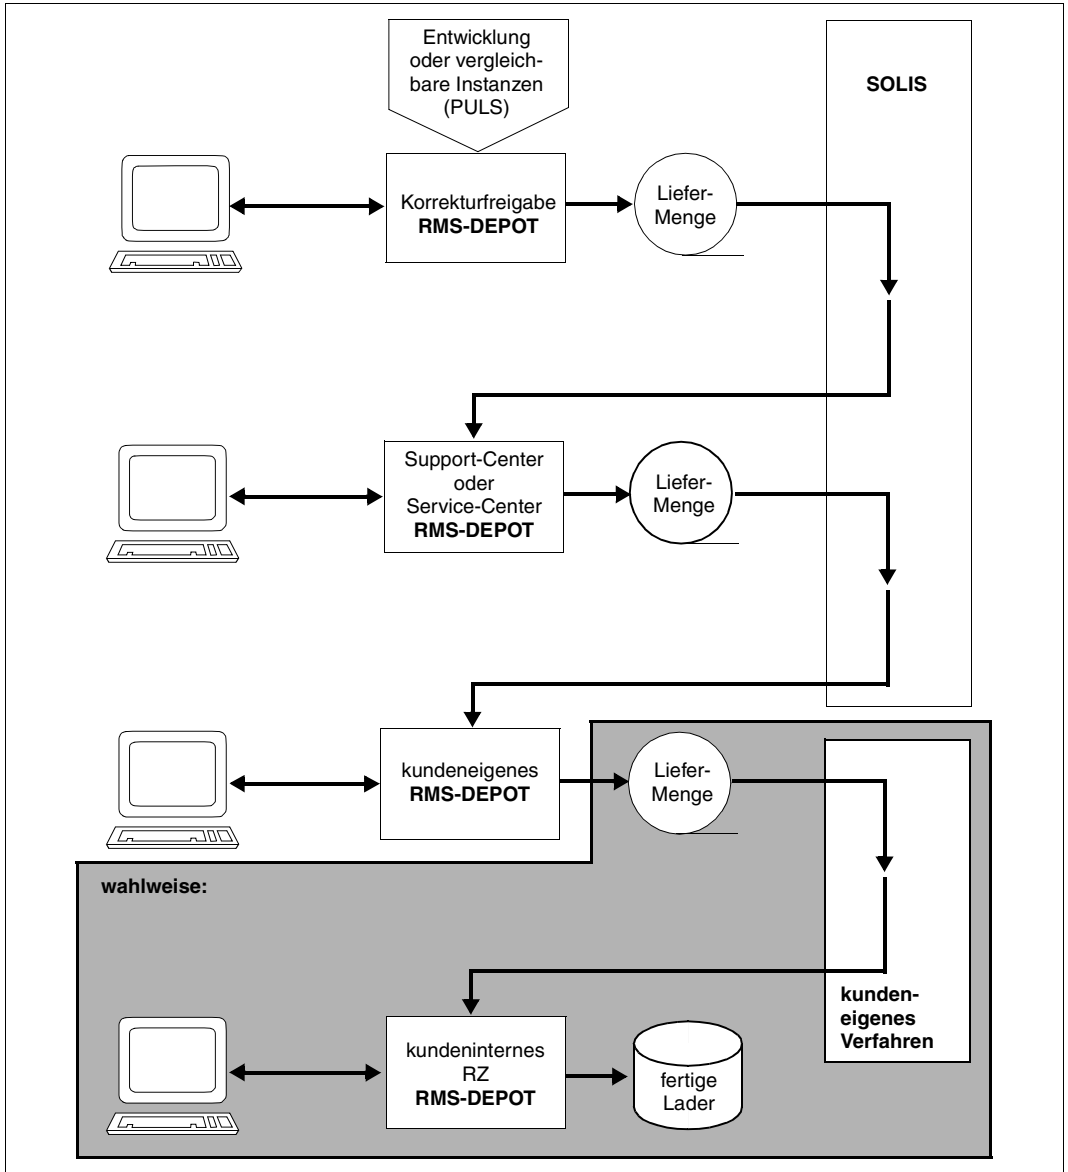 Entwicklung
oder vergleich-
bare Instanzen
(PULS)
SOLIS
Korrekturfreigabe
RMS-DEPOT
Liefer-
Menge
Support-Center
oder
Service-Center
RMS-DEPOT
Liefer-
Menge
kundeneigenes
RMS-DEPOT
Liefer-
Menge
wahlweise:
kunden-
eigenes
Verfahren
kundeninternes
RZ
RMS-DEPOT
fertige
Lader